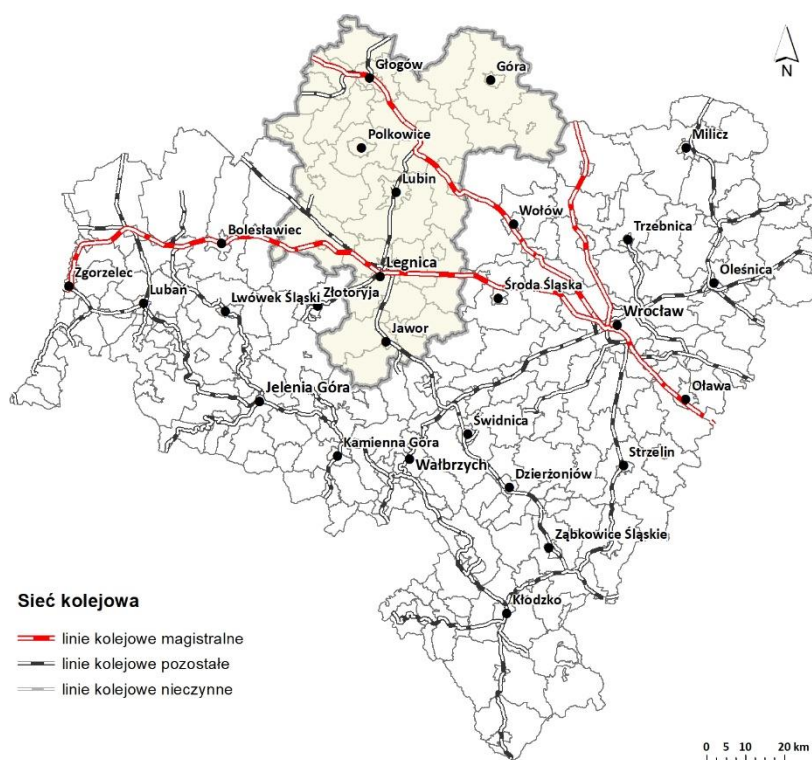 Głogów
Góra
N
Polkowice
Milicz
Lubin
Wołów
Trzebnica
Bolesławiec
Zgorzelec
Legnica
Oleśnica
Lubań
Lwówek Śląski
Złotoryja
Środa Śląska
Wrocław
Jawor
Jelenia Góra
Oława
Świdnica
Kamienna Góra
Wałbrzych
Strzelin
Dzierżoniów
Ząbkowice Śląskie
Sieć kolejowa
Kłodzko
linie kolejowe magistralne
linie kolejowe pozostałe
linie kolejowe nieczynne
0 5 10 20 km